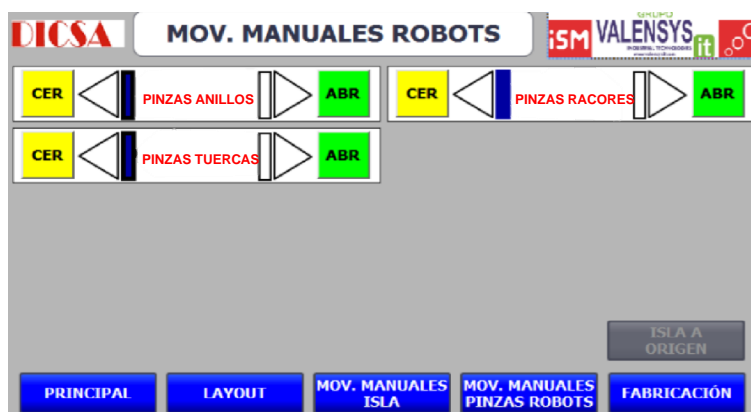 DICSA
MOV. MANUALES ROBOTS
iSM
GRUPO
VALENSYS
it
CER
PINZAS ANILLOS
ABR
CER
PINZAS RACORES
ABR
CER
PINZAS TUERCAS
ABR
ISLA A
ORIGEN
PRINCIPAL
LAYOUT
MOV. MANUALES
ISLA
MOV. MANUALES
PINZAS ROBOTS
FABRICACIÓN